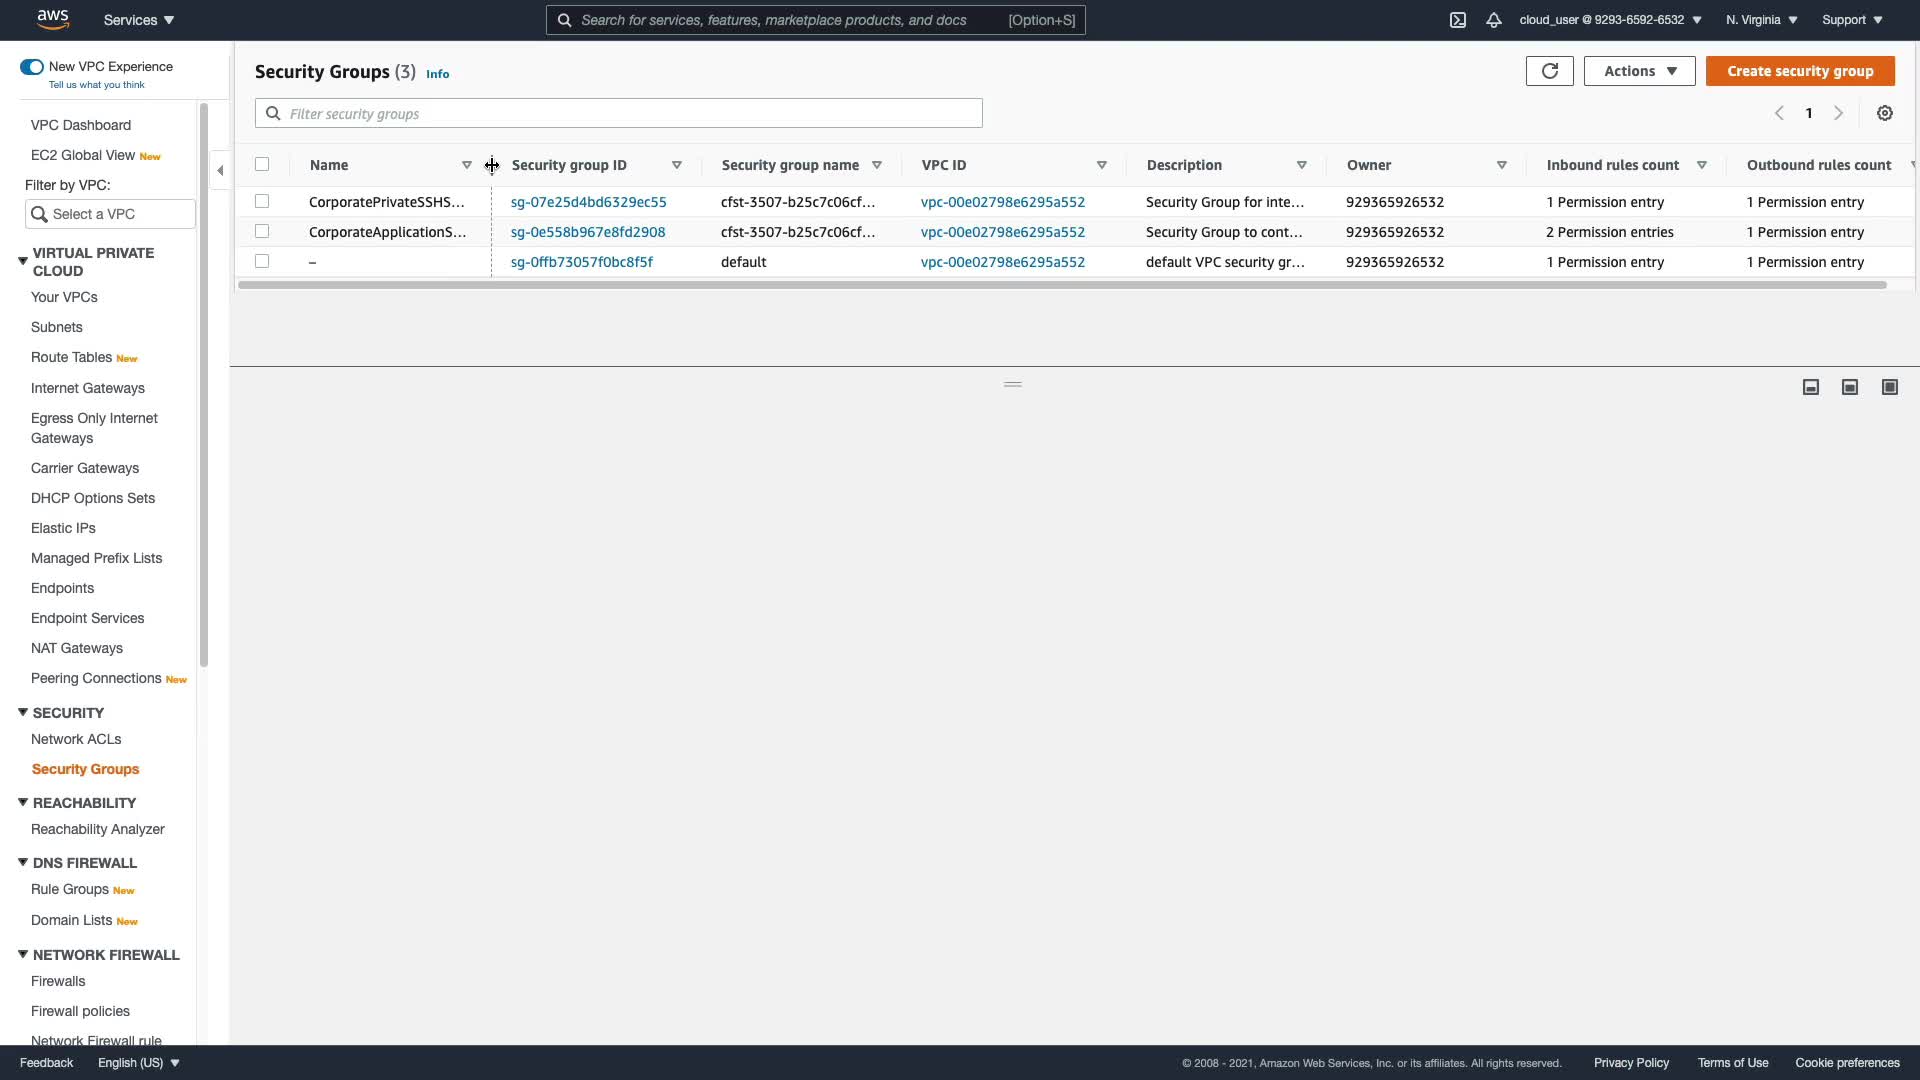 aws Services ▼ Search for services, features, marketplace products, and docs [Option+S] cloud_user @ 9293-6592-6532 ▼ N. Virginia ▼ Support ▼
New VPC Experience
Tell us what you think
VPC Dashboard
EC2 Global View New
Filter by VPC:
Select a VPC
VIRTUAL PRIVATE
CLOUD
Your VPCs
Subnets
Route Tables New
Internet Gateways
Egress Only Internet
Gateways
Carrier Gateways
DHCP Options Sets
Elastic IPs
Managed Prefix Lists
Endpoints
Endpoint Services
NAT Gateways
Peering Connections New
SECURITY
Network ACLs
Security Groups
REACHABILITY
Reachability Analyzer
DNS FIREWALL
Rule Groups New
Domain Lists New
NETWORK FIREWALL
Firewalls
Firewall policies
Network Firewall rule
Security Groups (3) Info
Actions ▼ Create security group
Filter security groups
1
Name Security group ID Security group name VPC ID Description Owner Inbound rules count Outbound rules count
CorporatePrivateSSHS... sg-07e25d4bd6329ec55 cfst-3507-b25c7c06cf... vpc-00e02798e6295a552 Security Group for inte... 929365926532 1 Permission entry 1 Permission entry
CorporateApplicationS... sg-0e558b967e8fd2908 cfst-3507-b25c7c06cf... vpc-00e02798e6295a552 Security Group to cont... 929365926532 2 Permission entries 1 Permission entry
– sg-0ffb73057f0bc8f5f default vpc-00e02798e6295a552 default VPC security gr... 929365926532 1 Permission entry 1 Permission entry
Feedback English (US) ▼ © 2008 - 2021, Amazon Web Services, Inc. or its affiliates. All rights reserved. Privacy Policy Terms of Use Cookie preferences